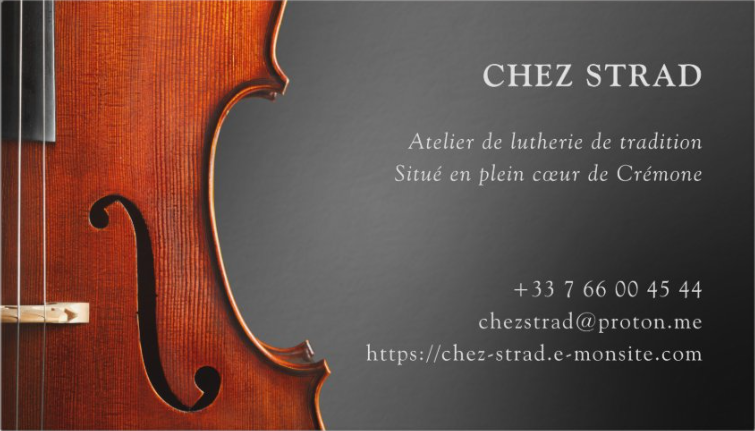 CHEZ STRAD
Atelier de lutherie de tradition
Situé en plein cœur de Crémone
+33 7 66 00 45 44
chezstrad@proton.me
https://chez-strad.e-monsite.com